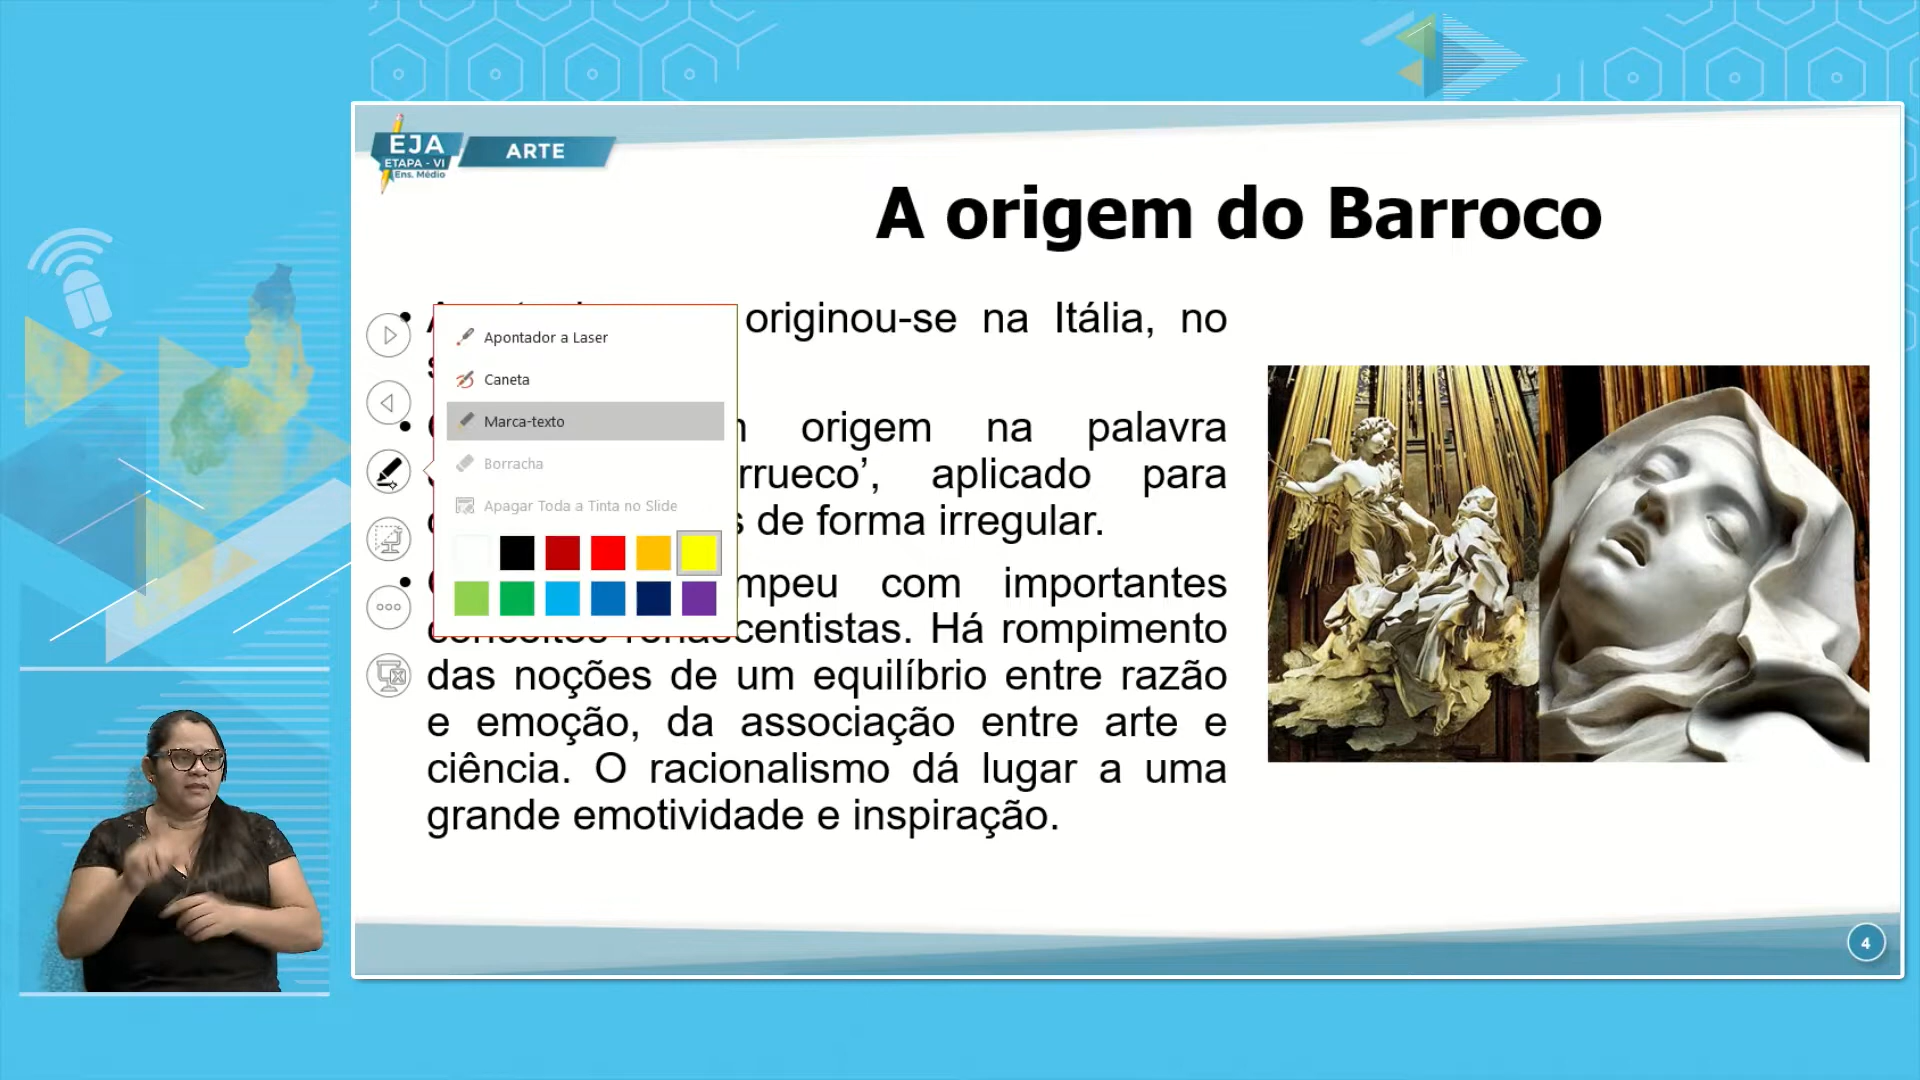 EJA
ETAPA - VI
Ens. Médio
ARTE
A origem do Barroco
originou-se na Itália, no
Apontador a Laser
Caneta
Marca-texto
Borracha
Apagar Toda a Tinta no Slide
origem na palavra
rrueco’, aplicado para
de forma irregular.
mpeu com importantes
conceitos renascentistas. Há rompimento
das noções de um equilíbrio entre razão
e emoção, da associação entre arte e
ciência. O racionalismo dá lugar a uma
grande emotividade e inspiração.
4